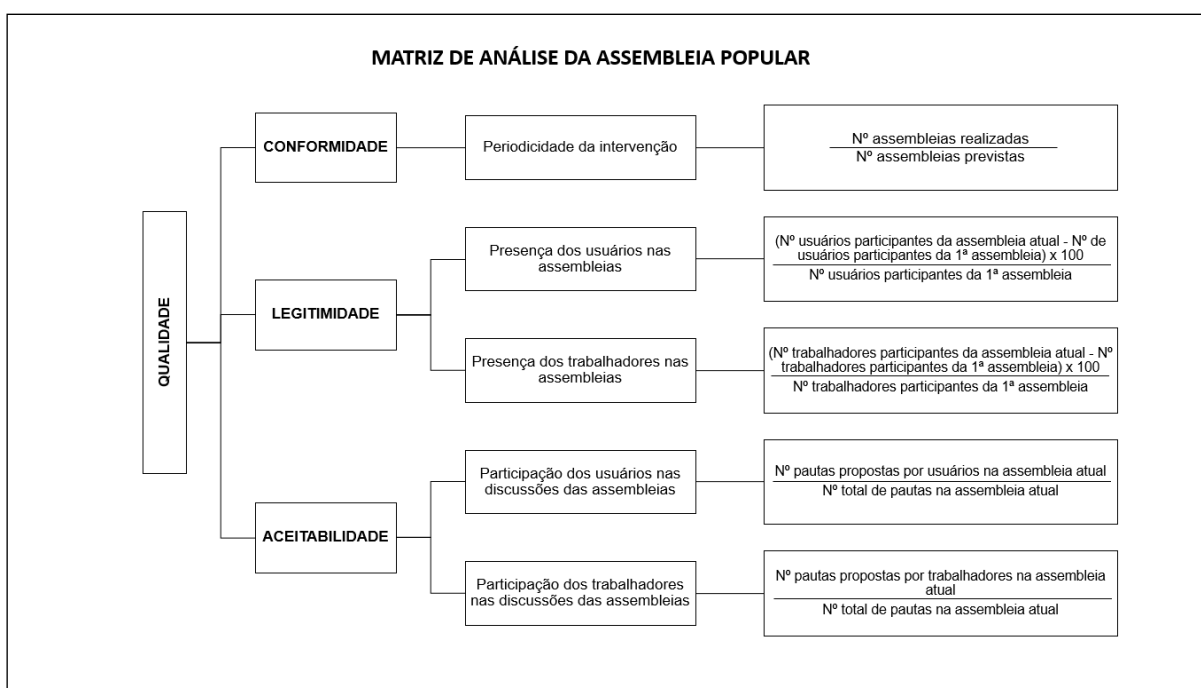 MATRIZ DE ANÁLISE DA ASSEMBLEIA POPULAR
QUALIDADE
CONFORMIDADE
Periodicidade da intervenção
Nº assembleias realizadas
Nº assembleias previstas
LEGITIMIDADE
Presença dos usuários nas
assembleias
(Nº usuários participantes da assembleia atual - Nº de
usuários participantes da 1ª assembleia) x 100
Nº usuários participantes da 1ª assembleia
Presença dos trabalhadores nas
assembleias
(Nº trabalhadores participantes da assembleia atual - Nº
trabalhadores participantes da 1ª assembleia) x 100
Nº trabalhadores participantes da 1ª assembleia
ACEITABILIDADE
Participação dos usuários nas
discussões das assembleias
Nº pautas propostas por usuários na assembleia atual
Nº total de pautas na assembleia atual
Participação dos trabalhadores
nas discussões das assembleias
Nº pautas propostas por trabalhadores na assembleia
atual
Nº total de pautas na assembleia atual